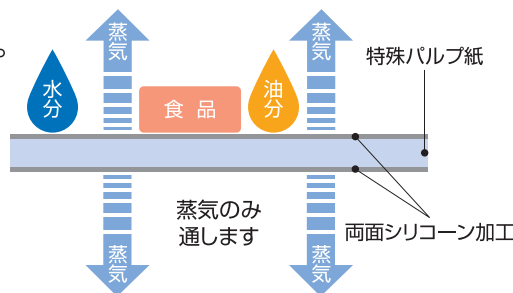 。
蒸気
蒸気
特殊パルプ紙
水分
食品
油分
蒸気のみ
通します
両面シリコーン加工
蒸気
蒸気